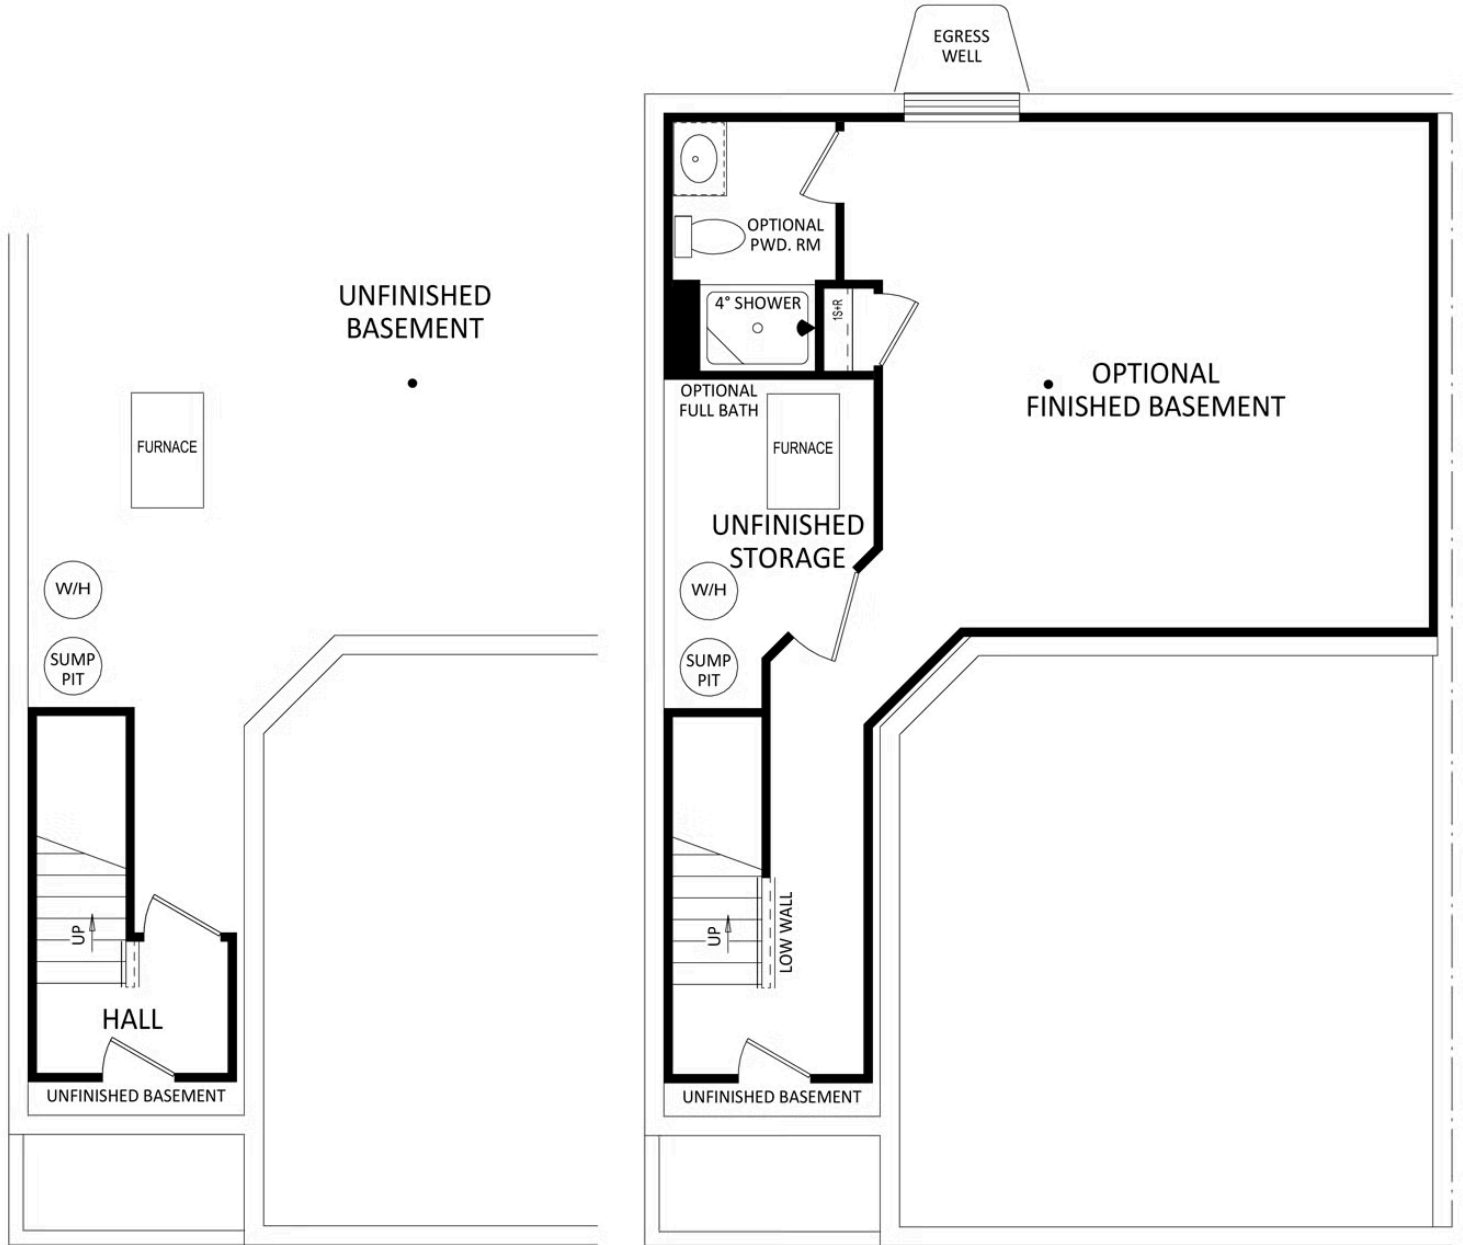 UNFINISHED
BASEMENT
FURNACE
W/H
SUMP
PIT
UP
HALL
UNFINISHED BASEMENT
EGRESS
WELL
OPTIONAL
PWD. RM
4° SHOWER
1S+R
OPTIONAL
FULL BATH
OPTIONAL
FINISHED BASEMENT
FURNACE
UNFINISHED
STORAGE
W/H
SUMP
PIT
UP
LOW WALL
UNFINISHED BASEMENT